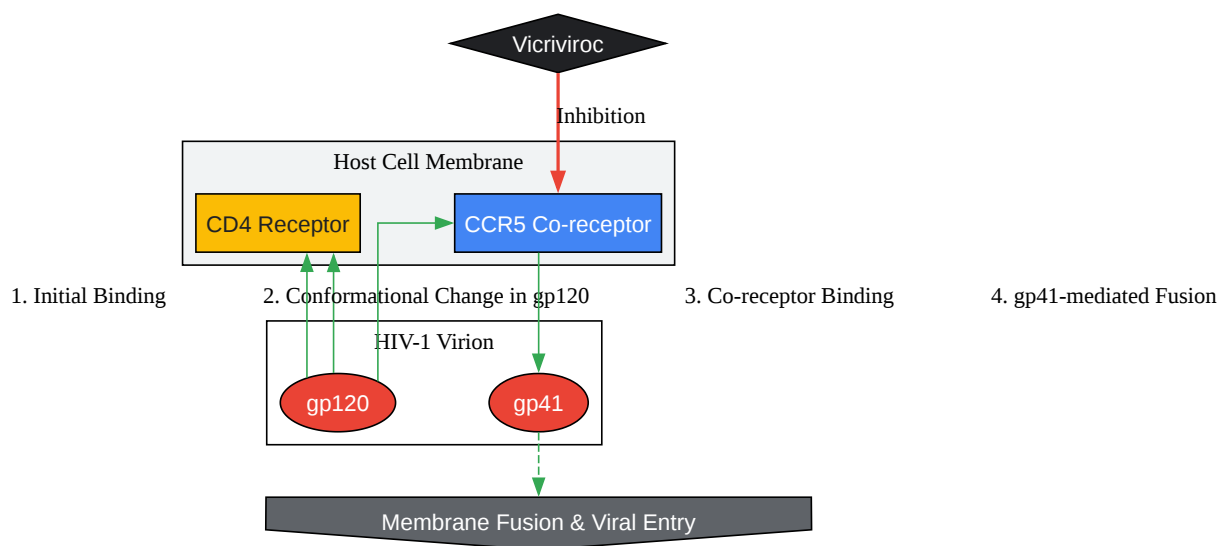 Vicriviroc
Inhibition
Host Cell Membrane
CD4 Receptor
CCR5 Co-receptor
1. Initial Binding
2. Conformational Change in gp120
3. Co-receptor Binding
4. gp41-mediated Fusion
HIV-1 Virion
gp120
gp41
Membrane Fusion & Viral Entry